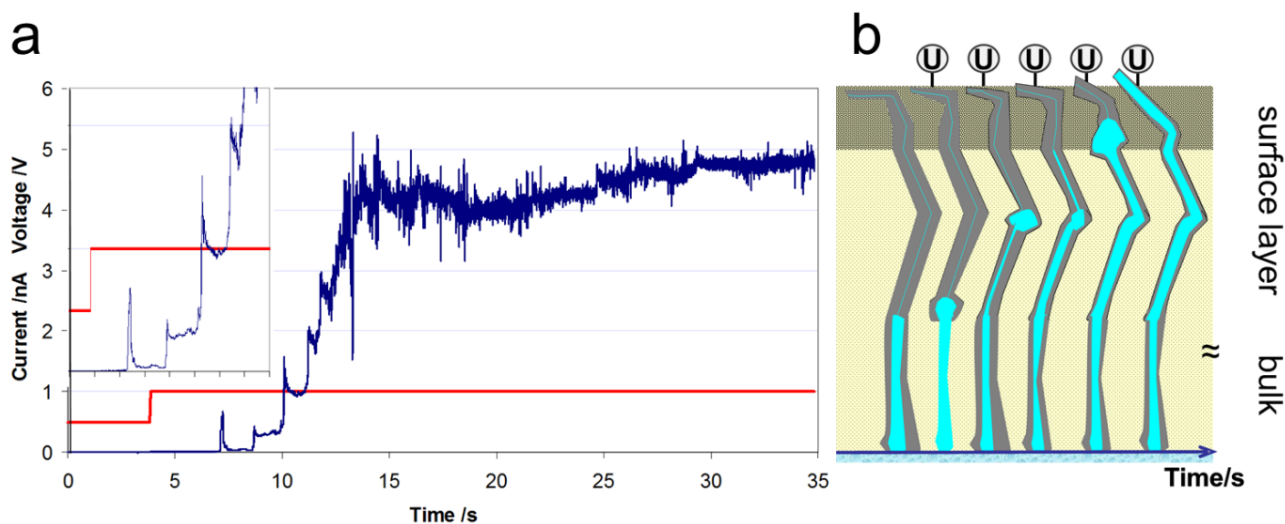 a
Current /nA Voltage /V
6
5
4
3
2
1
0
0 5 10 15 20 25 30 35
Time /s
b
U U U U U
surface layer
≈ bulk
Time/s